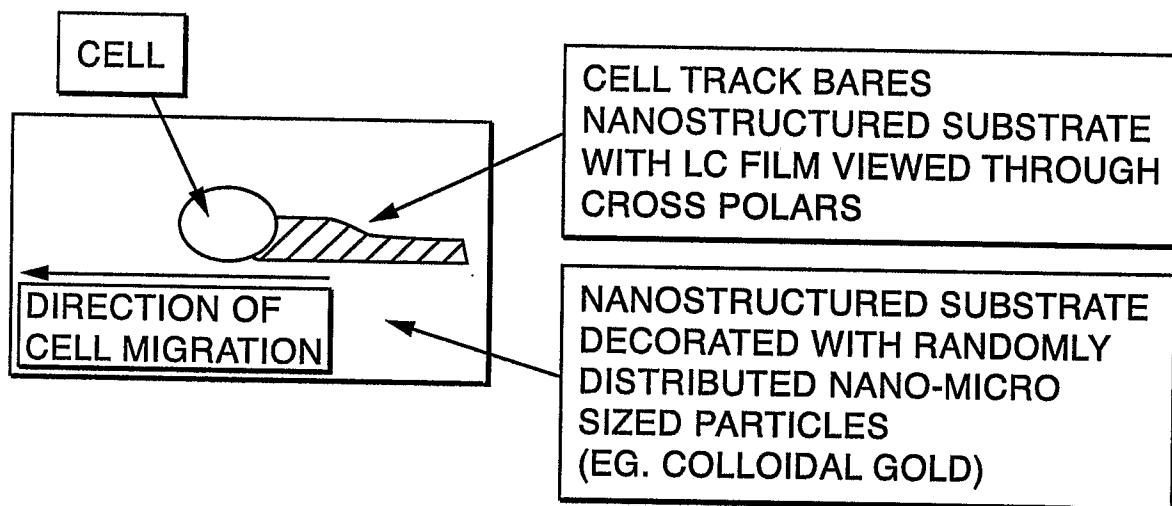 CELL
CELL TRACK BARES
NANOSTRUCTURED SUBSTRATE
WITH LC FILM VIEWED THROUGH
CROSS POLARS
DIRECTION OF
CELL MIGRATION
NANOSTRUCTURED SUBSTRATE
DECORATED WITH RANDOMLY
DISTRIBUTED NANO-MICRO
SIZED PARTICLES
(EG. COLLOIDAL GOLD)